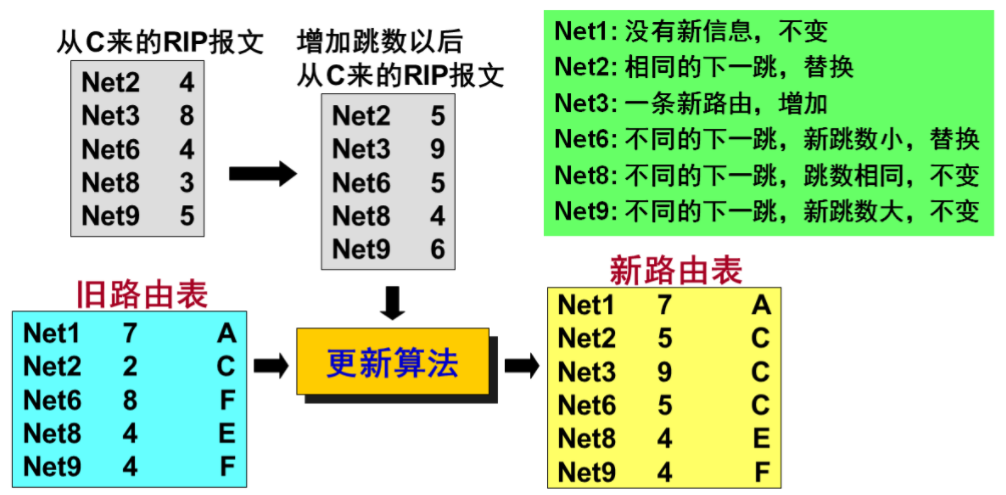 从C来的RIP报文
Net2 4
Net3 8
Net6 4
Net8 3
Net9 5
增加跳数以后
从C来的RIP报文
Net2 5
Net3 9
Net6 5
Net8 4
Net9 6
Net1: 没有新信息，不变
Net2: 相同的下一跳，替换
Net3: 一条新路由，增加
Net6: 不同的下一跳，新跳数小，替换
Net8: 不同的下一跳，跳数相同，不变
Net9: 不同的下一跳，新跳数大，不变
旧路由表
Net1 7 A
Net2 2 C
Net6 8 F
Net8 4 E
Net9 4 F
更新算法
新路由表
Net1 7 A
Net2 5 C
Net3 9 C
Net6 5 C
Net8 4 E
Net9 4 F